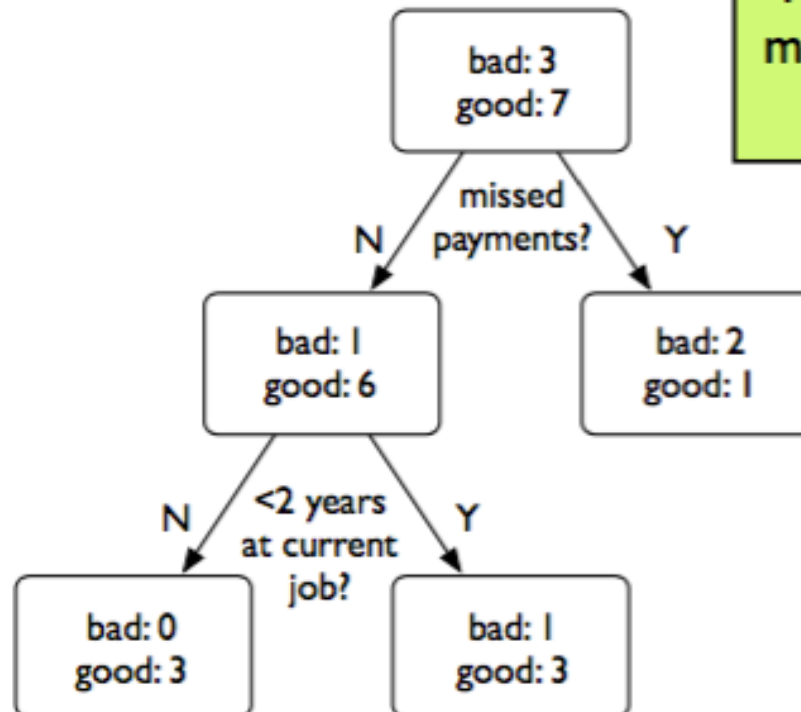 bad: 3
good: 7
m
missed
payments?
N
Y
bad: 1
good: 6
bad: 2
good: 1
<2 years
at current
job?
N
Y
bad: 0
good: 3
bad: 1
good: 3